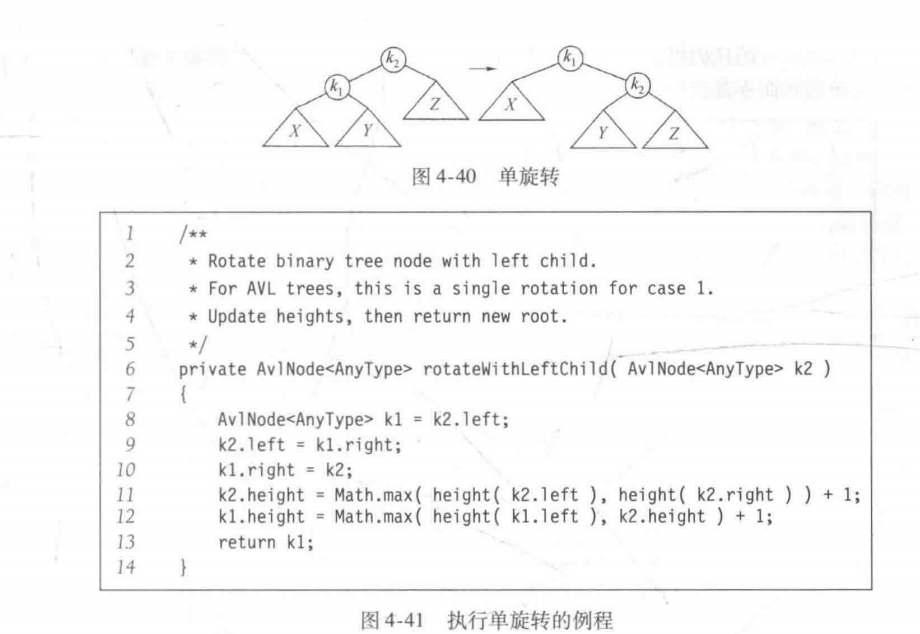 k2 k1
k1 Z X k2
X Y Y Z
图 4-40 单旋转
1 /**
2 * Rotate binary tree node with left child.
3 * For AVL trees, this is a single rotation for case 1.
4 * Update heights, then return new root.
5 */
6 private AvlNode<AnyType> rotateWithLeftChild( AvlNode<AnyType> k2 )
7 {
8 AvlNode<AnyType> k1 = k2.left;
9 k2.left = k1.right;
10 k1.right = k2;
11 k2.height = Math.max( height( k2.left ), height( k2.right ) ) + 1;
12 k1.height = Math.max( height( k1.left ), k2.height ) + 1;
13 return k1;
14 }
图 4-41 执行单旋转的例程